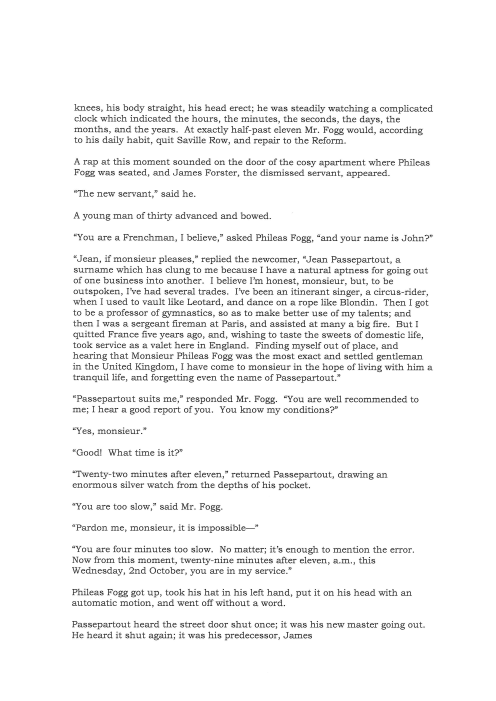 knees, his body straight, his head erect; he was steadily watching a complicated
clock which indicated the hours, the minutes, the seconds, the days, the
months, and the years.  At exactly half-past eleven Mr. Fogg would, according
to his daily habit, quit Saville Row, and repair to the Reform.
A rap at this moment sounded on the door of the cosy apartment where Phileas
Fogg was seated, and James Forster, the dismissed servant, appeared.
“The new servant,” said he.
A young man of thirty advanced and bowed.
“You are a Frenchman, I believe,” asked Phileas Fogg, “and your name is John?”
“Jean, if monsieur pleases,” replied the newcomer, “Jean Passepartout, a
surname which has clung to me because I have a natural aptness for going out
of one business into another.  I believe I’m honest, monsieur, but, to be
outspoken, I’ve had several trades.  I’ve been an itinerant singer, a circus-rider,
when I used to vault like Leotard, and dance on a rope like Blondin.  Then I got
to be a professor of gymnastics, so as to make better use of my talents; and
then I was a sergeant fireman at Paris, and assisted at many a big fire.  But I
quitted France five years ago, and, wishing to taste the sweets of domestic life,
took service as a valet here in England.  Finding myself out of place, and
hearing that Monsieur Phileas Fogg was the most exact and settled gentleman
in the United Kingdom, I have come to monsieur in the hope of living with him a
tranquil life, and forgetting even the name of Passepartout.”
“Passepartout suits me,” responded Mr. Fogg.  “You are well recommended to
me; I hear a good report of you.  You know my conditions?”
“Yes, monsieur.”
“Good!  What time is it?”
“Twenty-two minutes after eleven,” returned Passepartout, drawing an
enormous silver watch from the depths of his pocket.
“You are too slow,” said Mr. Fogg.
“Pardon me, monsieur, it is impossible—”
“You are four minutes too slow.  No matter; it’s enough to mention the error.
Now from this moment, twenty-nine minutes after eleven, a.m., this
Wednesday, 2nd October, you are in my service.”
Phileas Fogg got up, took his hat in his left hand, put it on his head with an
automatic motion, and went off without a word.
Passepartout heard the street door shut once; it was his new master going out.
He heard it shut again; it was his predecessor, James